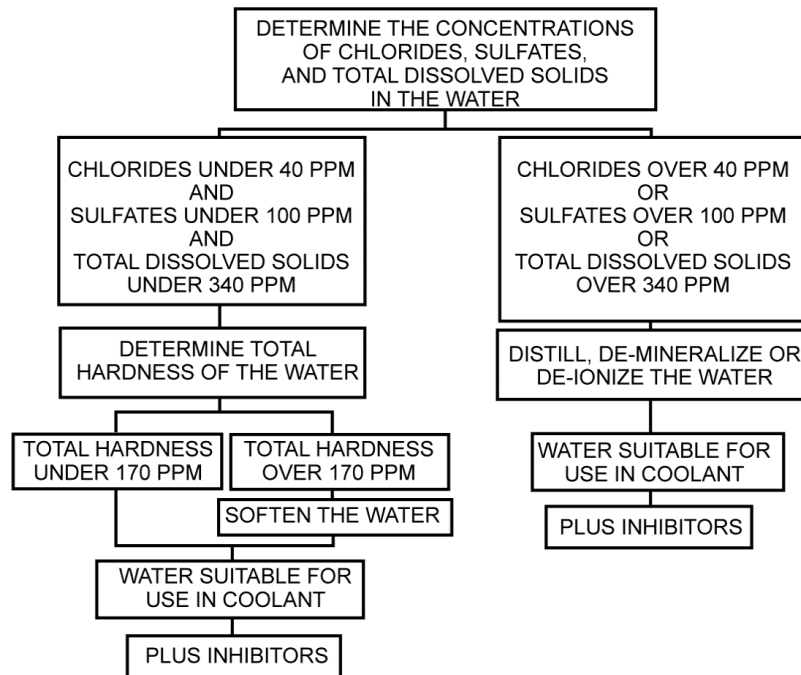 DETERMINE THE CONCENTRATIONS
OF CHLORIDES, SULFATES,
AND TOTAL DISSOLVED SOLIDS
IN THE WATER
CHLORIDES UNDER 40 PPM
AND
SULFATES UNDER 100 PPM
AND
TOTAL DISSOLVED SOLIDS
UNDER 340 PPM
CHLORIDES OVER 40 PPM
OR
SULFATES OVER 100 PPM
OR
TOTAL DISSOLVED SOLIDS
OVER 340 PPM
DETERMINE TOTAL
HARDNESS OF THE WATER
DISTILL, DE-MINERALIZE OR
DE-IONIZE THE WATER
TOTAL HARDNESS
UNDER 170 PPM
TOTAL HARDNESS
OVER 170 PPM
WATER SUITABLE FOR
USE IN COOLANT
SOFTEN THE WATER
PLUS INHIBITORS
WATER SUITABLE FOR
USE IN COOLANT
PLUS INHIBITORS